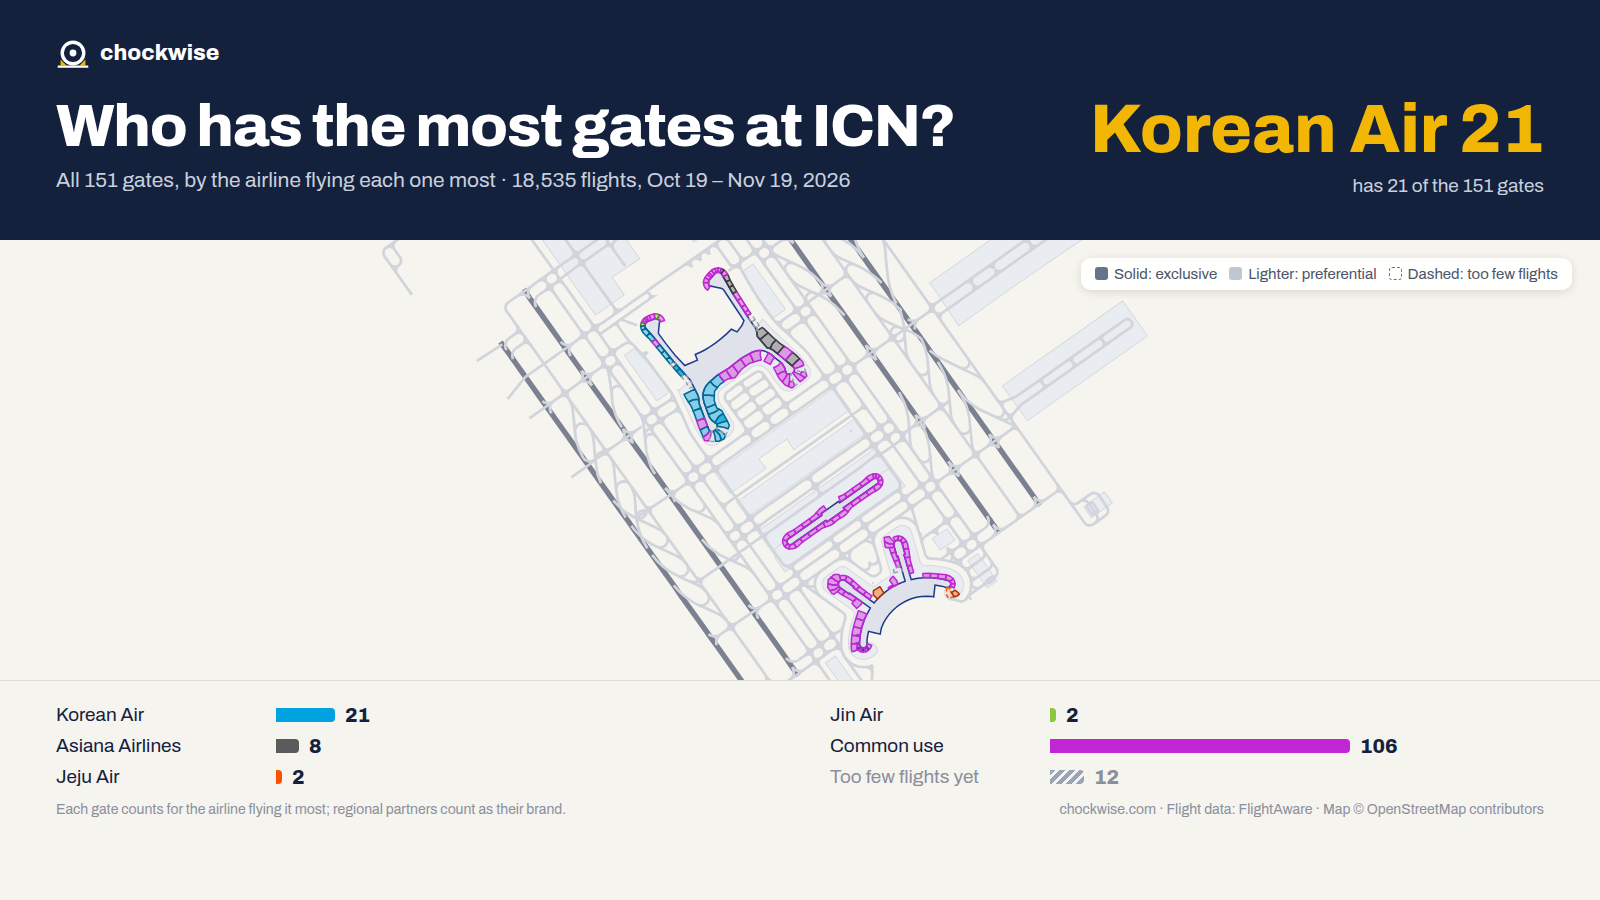 chockwise
Who has the most gates at ICN?
All 151 gates, by the airline flying each one most · 18,535 flights, Oct 19 – Nov 19, 2026
Korean Air 21
has 21 of the 151 gates
Solid: exclusive
Lighter: preferential
Dashed: too few flights
Korean Air 21
Asiana Airlines 8
Jeju Air 2
Jin Air 2
Common use 106
Too few flights yet 12
Each gate counts for the airline flying it most; regional partners count as their brand.
chockwise.com · Flight data: FlightAware · Map © OpenStreetMap contributors